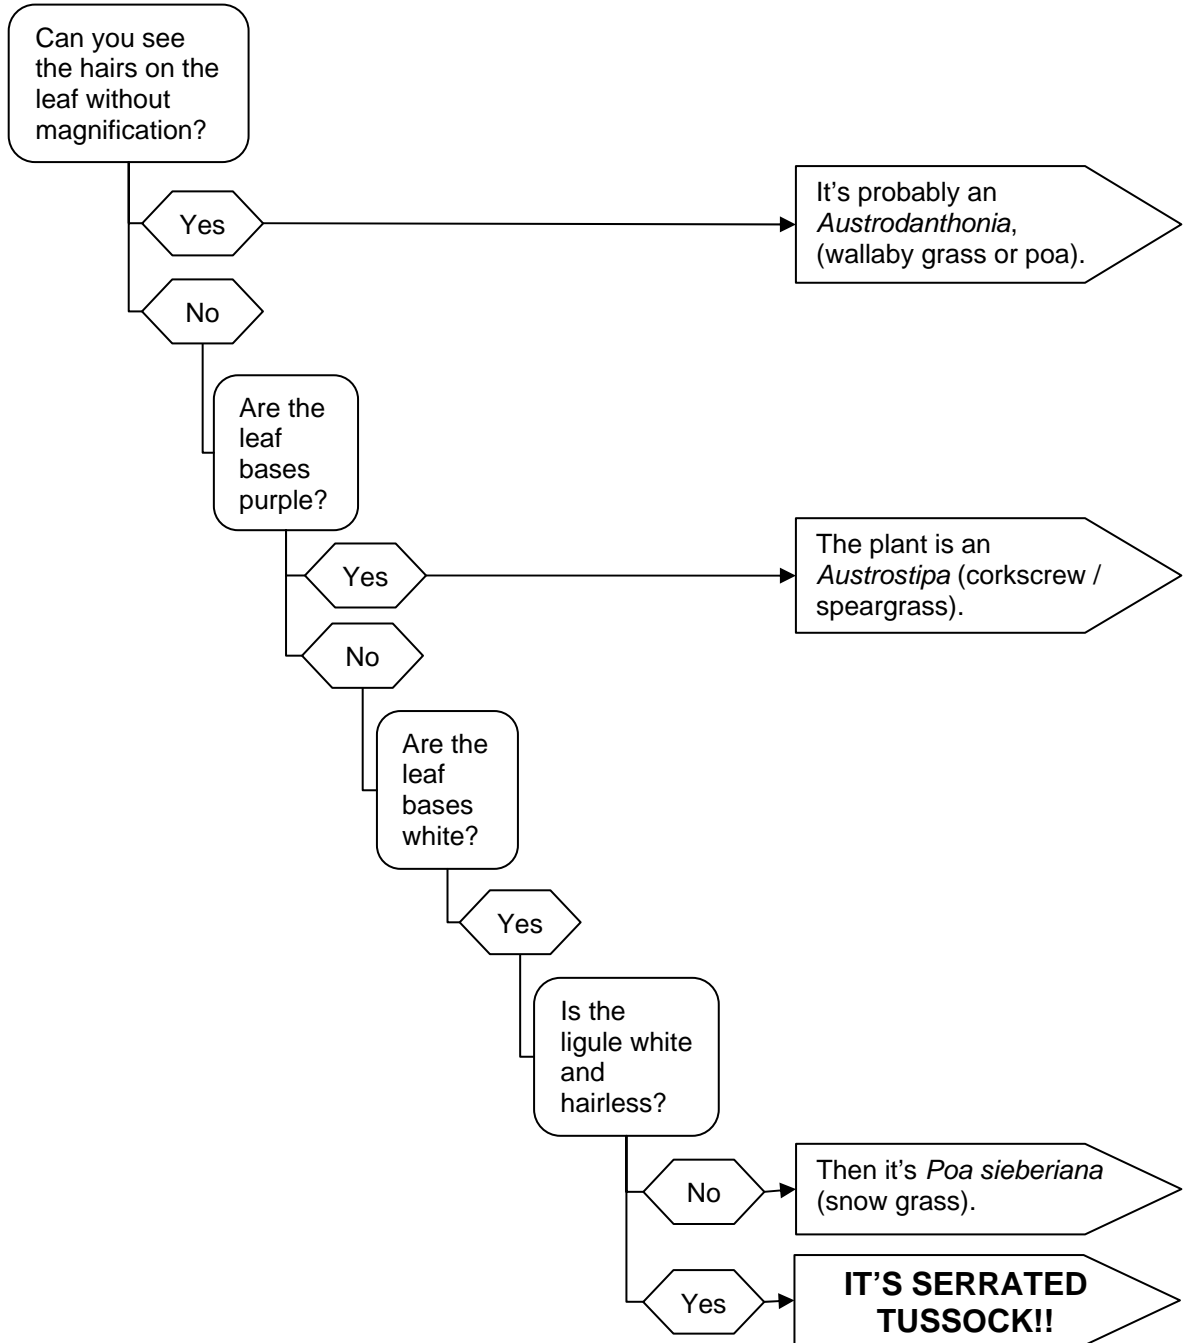 Can you see
the hairs on the
leaf without
magnification?
Yes
It's probably an
Austrodanthonia,
(wallaby grass or poa).
No
Are the
leaf
bases
purple?
Yes
The plant is an
Austrostipa (corkscrew /
speargrass).
No
Are the
leaf
bases
white?
Yes
Is the
ligule white
and
hairless?
No
Then it's Poa sieberiana
(snow grass).
Yes
IT'S SERRATED
TUSSOCK!!